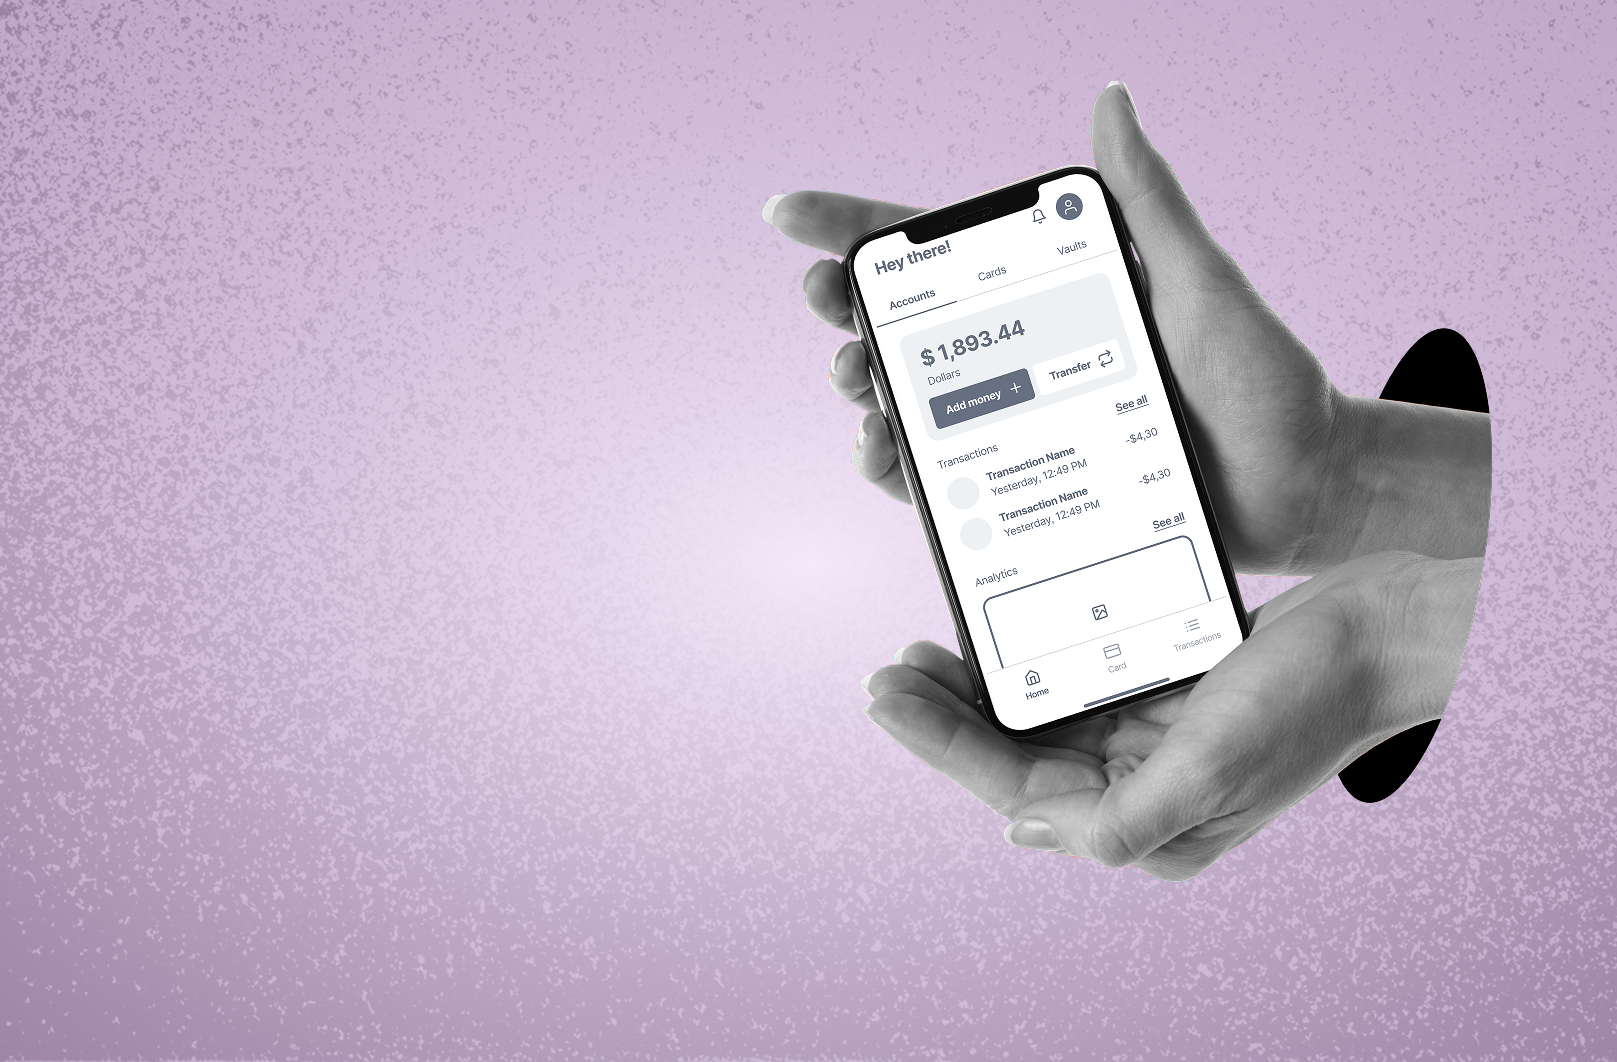 Hey there!
Accounts
Cards
Vaults
$ 1,893.44
Dollars
Add money
Transfer
Transactions
See all
Transaction Name
-$4,30
Yesterday, 12:49 PM
Transaction Name
-$4,30
Yesterday, 12:49 PM
Analytics
See all
Home
Card
Transactions